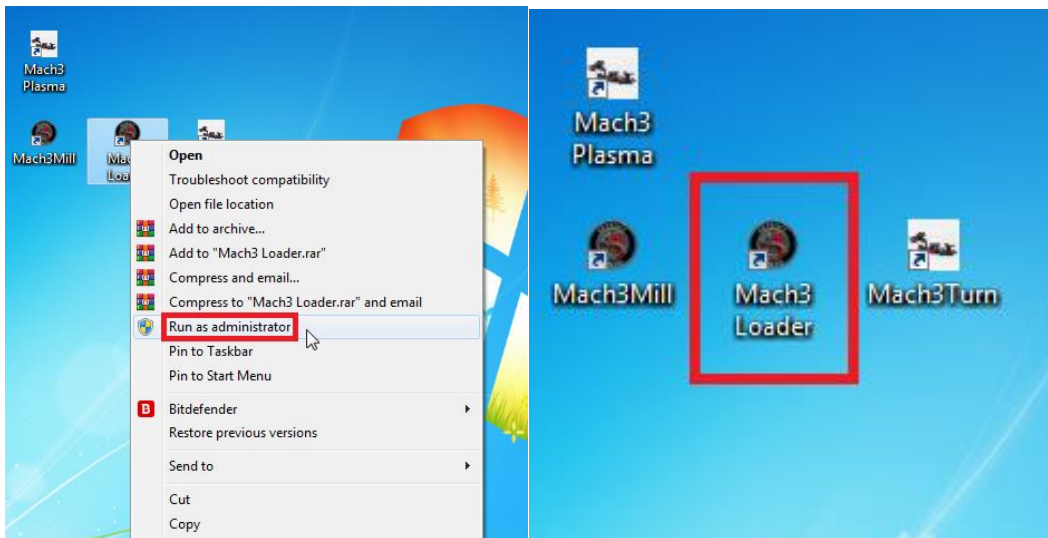 Mach3
Plasma
Mach3Mill
Open
Troubleshoot compatibility
Open file location
Add to archive...
Add to "Mach3 Loader.rar"
Compress and email...
Compress to "Mach3 Loader.rar" and email
Run as administrator
Pin to Taskbar
Pin to Start Menu
B Bitdefender
Restore previous versions
Send to
Cut
Copy
Mach3
Plasma
Mach3Mill
Mach3
Loader
Mach3Turn